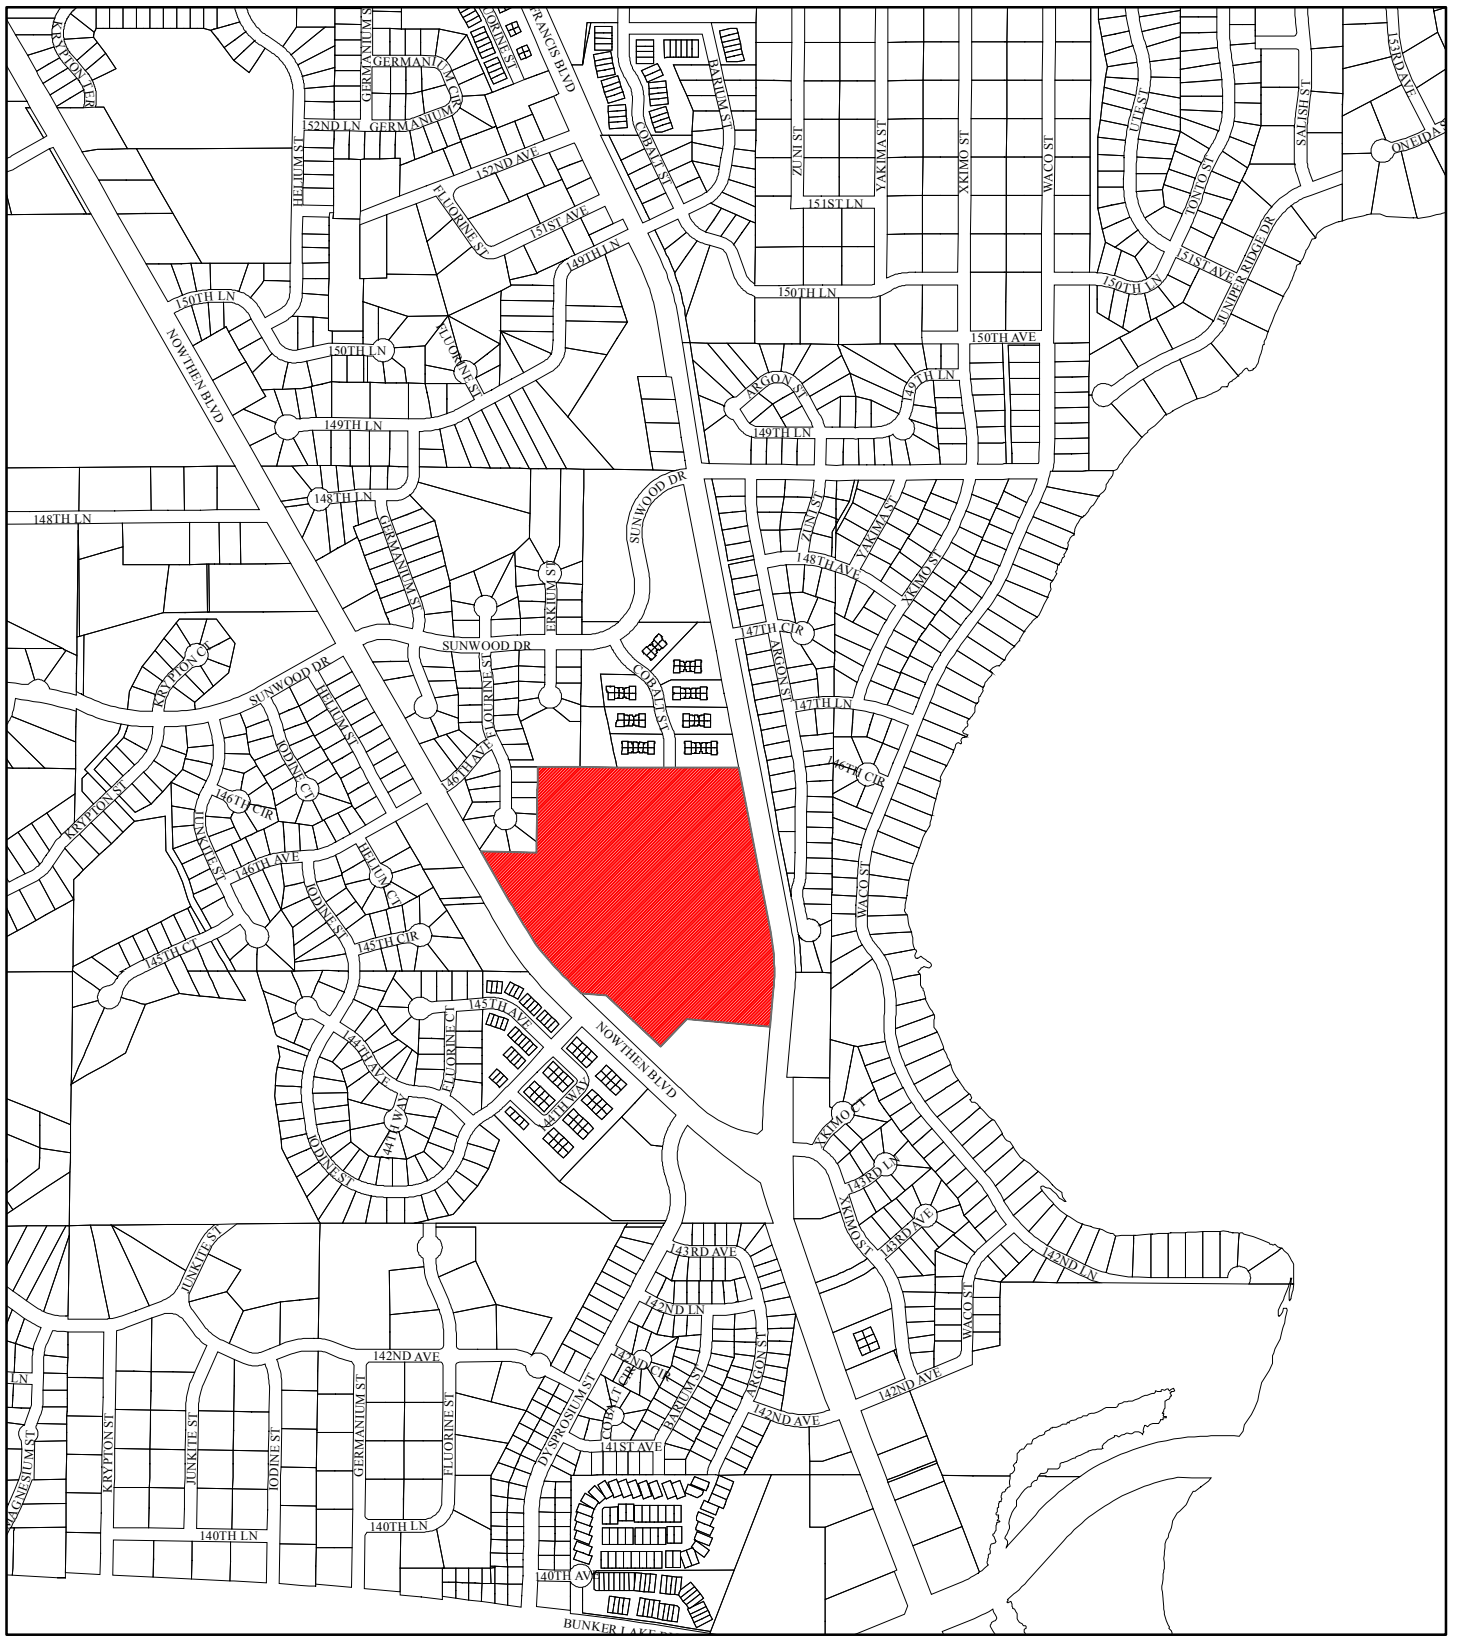 KRYPTON TER
GERMANIUM S
GERMANIUM CIR
GERMANIUM
152ND LN
UORINE ST
FRANCIS BLVD
BARIUM ST
COBALT ST
HELIUM ST
152ND AVE
FLUORINE ST
151ST AVE
149TH LN
ZUNI ST
YAKIMA ST
XKIMO ST
WACO ST
151ST LN
UTE ST
TONTO ST
SALISH ST
153RD AVE
ONEIDA S
151ST AVE
JUNIPER RIDGE DR
150TH LN
150TH LN
150TH LN
150TH LN
150TH AVE
NOWTHEN BLVD
FLUORINE ST
ARGON ST
149TH LN
149TH LN
149TH LN
148TH LN
148TH LN
GERMANIUM ST
SUNWOOD DR
ZUNI ST
YAKIMA ST
148TH AVE
XKIMO ST
ERKIUM ST
147TH CIR
SUNWOOD DR
KRYPTON CT
SUNWOOD DR
HELIUM ST
FLOURINE ST
COBALT ST
ARGON ST
147TH LN
IODINE CT
146TH AVE
146TH CIR
146TH CIR
KRYPTON ST
JUNKITE ST
146TH AVE
HELIUM CT
IODINE ST
WACO ST
145TH CIR
145TH CT
145TH AVE
144TH AVE
FLUORINE CT
NOWTHEN BLVD
144TH WAY
144TH WAY
IODINE ST
XKIMO CT
143RD LN
XKIMO ST
143RD AVE
142ND LN
JUNKITE ST
143RD AVE
142ND LN
WACO ST
142ND AVE
142ND CIR
COBALT CIR
BARIUM ST
ARGON ST
142ND AVE
142ND AVE
LN
DYSPROSIUM ST
141ST AVE
MAGNESIUM ST
KRYPTON ST
JUNKITE ST
IODINE ST
GERMANIUM ST
FLUORINE ST
140TH LN
140TH LN
140TH AVE
BUNKER LAKE B